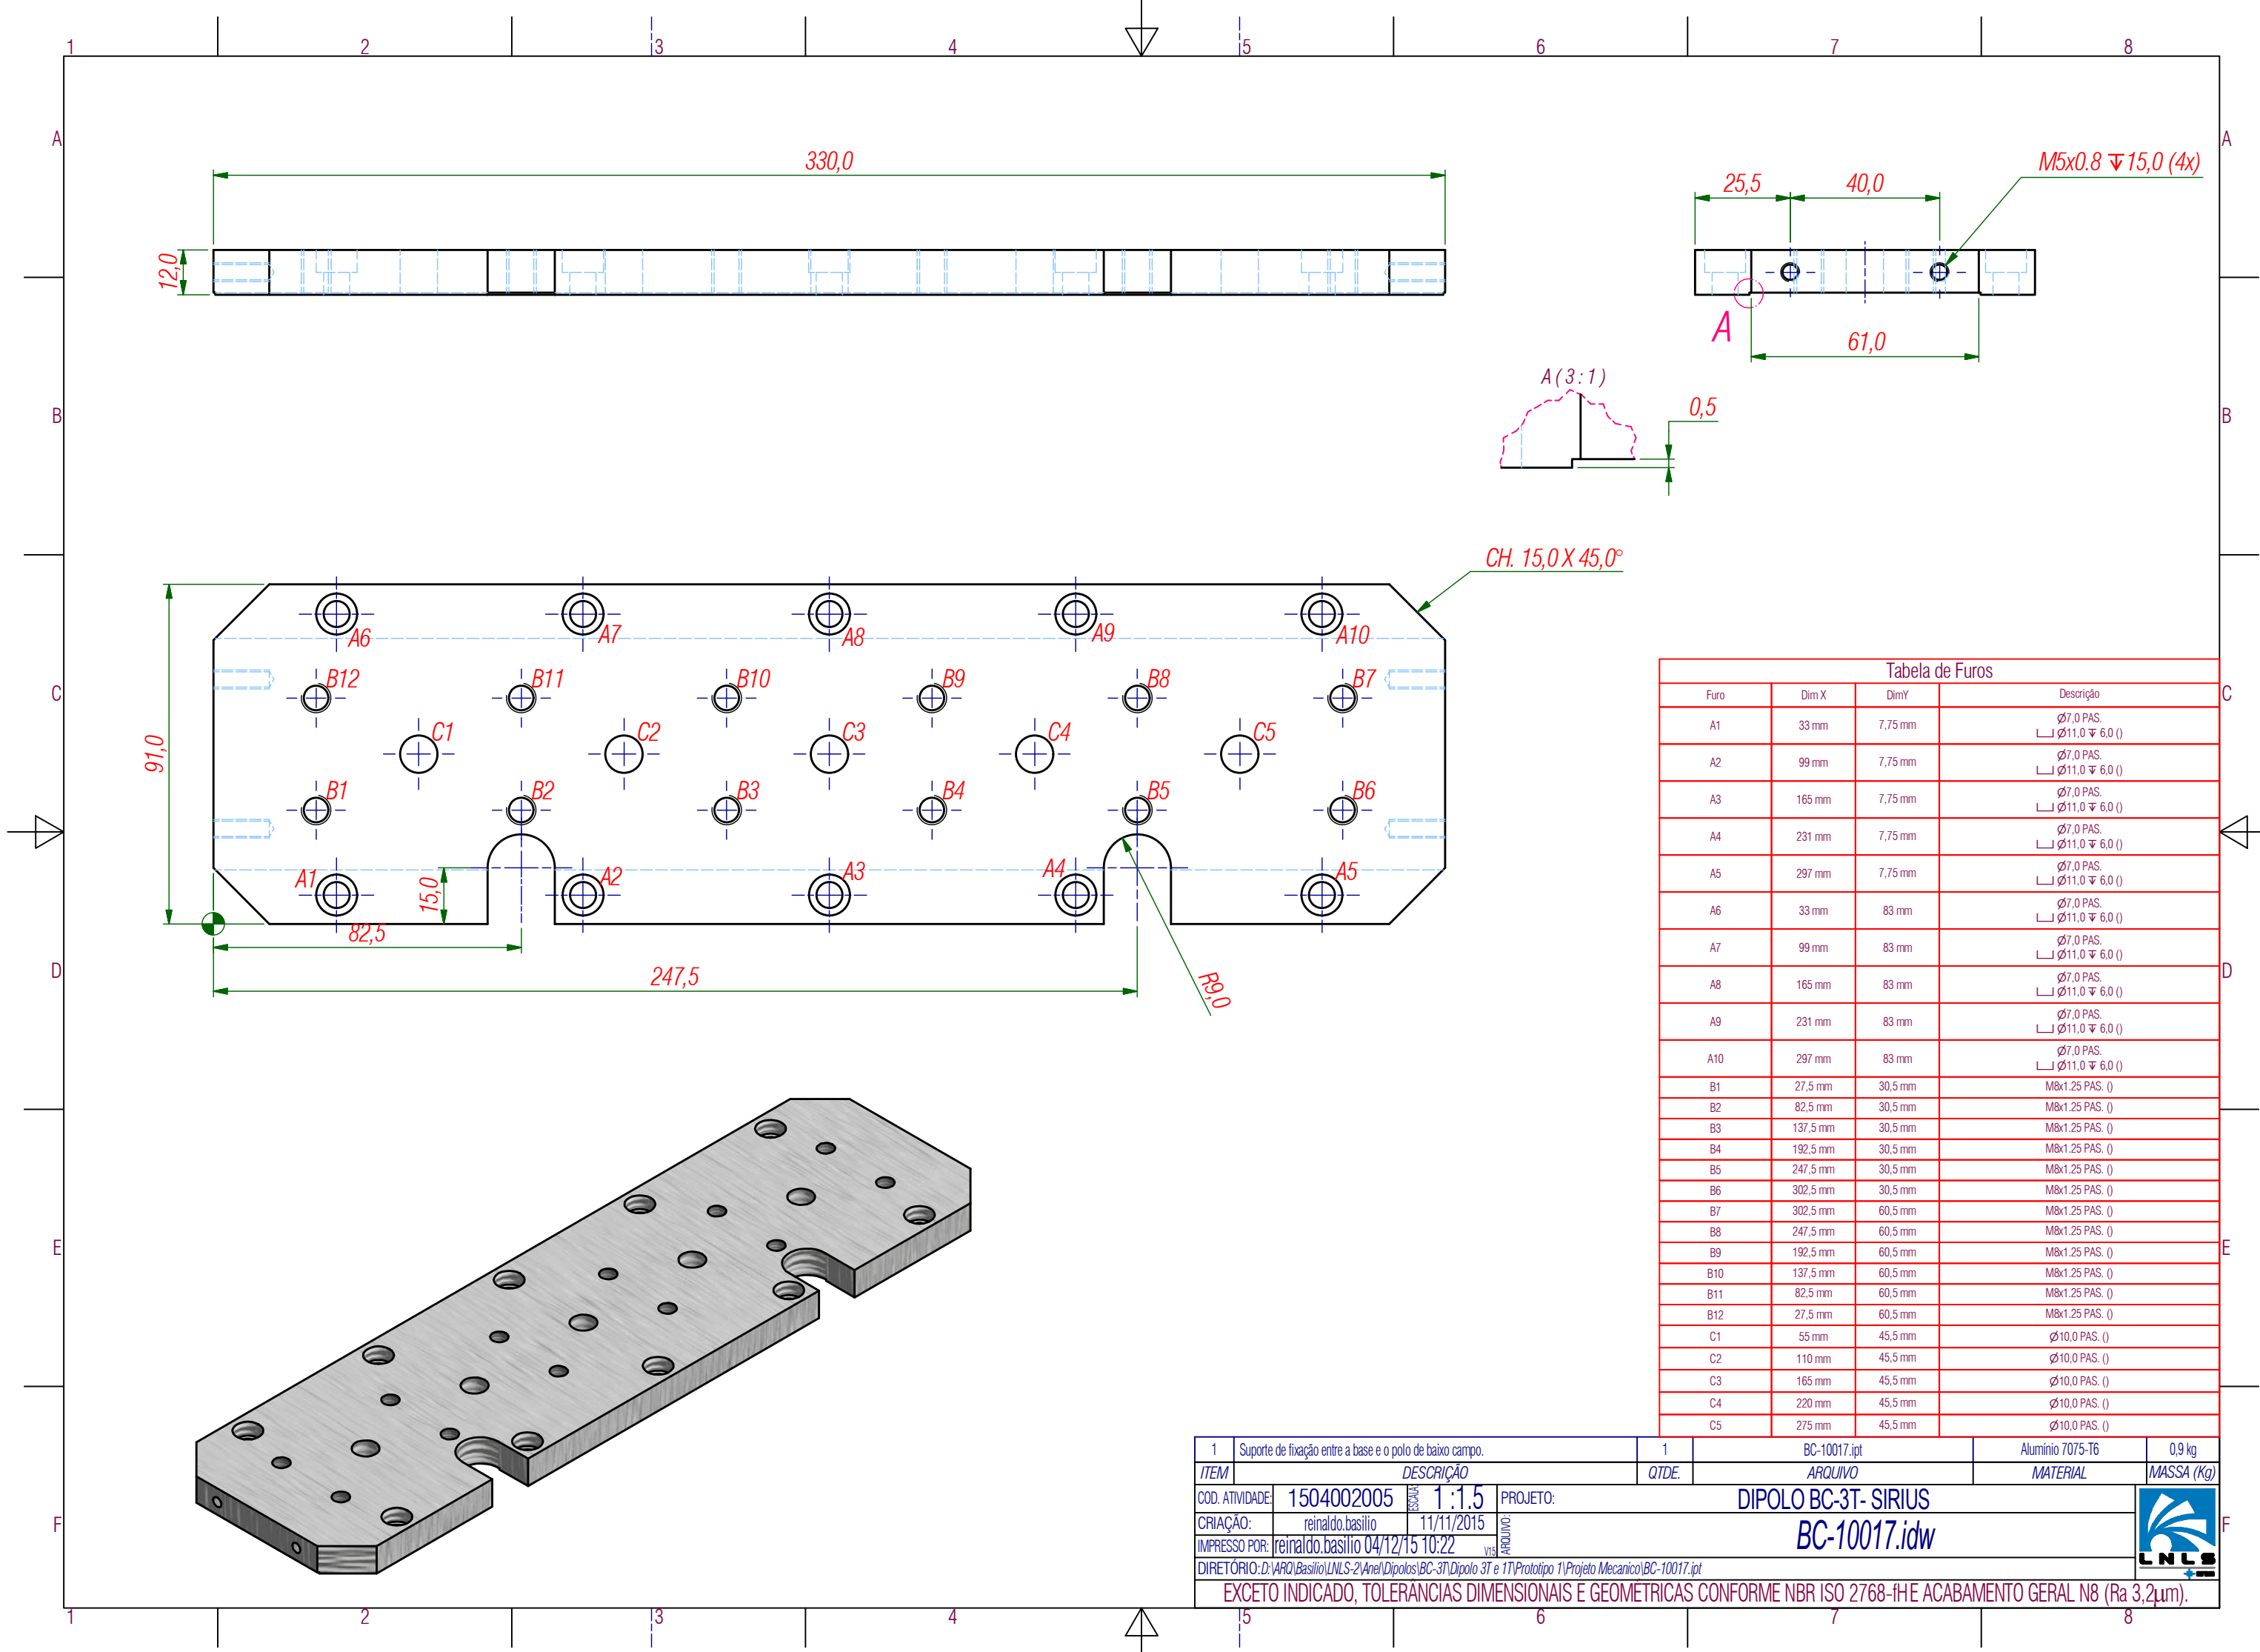 1 2 3 4 5 6 7 8
A A
330,0
M5x0.8 ↧15,0 (4x)
25,5 40,0
12,0
A
61,0
A ( 3 : 1 )
B B
0,5
CH. 15,0 X 45,0°
A6 A7 A8 A9 A10
B12 B11 B10 B9 B8 B7
C C
C1 C2 C3 C4 C5
91,0
B1 B2 B3 B4 B5 B6
A1 A2 A3 A4 A5
15,0
82,5
D D
247,5
R9,0
Tabela de Furos
Furo Dim X DimY Descrição
A1 33 mm 7,75 mm Ø7,0 PAS.
⌴ Ø11,0 ↧ 6,0 ()
A2 99 mm 7,75 mm Ø7,0 PAS.
⌴ Ø11,0 ↧ 6,0 ()
A3 165 mm 7,75 mm Ø7,0 PAS.
⌴ Ø11,0 ↧ 6,0 ()
A4 231 mm 7,75 mm Ø7,0 PAS.
⌴ Ø11,0 ↧ 6,0 ()
A5 297 mm 7,75 mm Ø7,0 PAS.
⌴ Ø11,0 ↧ 6,0 ()
A6 33 mm 83 mm Ø7,0 PAS.
⌴ Ø11,0 ↧ 6,0 ()
A7 99 mm 83 mm Ø7,0 PAS.
⌴ Ø11,0 ↧ 6,0 ()
A8 165 mm 83 mm Ø7,0 PAS.
⌴ Ø11,0 ↧ 6,0 ()
A9 231 mm 83 mm Ø7,0 PAS.
⌴ Ø11,0 ↧ 6,0 ()
A10 297 mm 83 mm Ø7,0 PAS.
⌴ Ø11,0 ↧ 6,0 ()
B1 27,5 mm 30,5 mm M8x1.25 PAS. ()
B2 82,5 mm 30,5 mm M8x1.25 PAS. ()
B3 137,5 mm 30,5 mm M8x1.25 PAS. ()
B4 192,5 mm 30,5 mm M8x1.25 PAS. ()
B5 247,5 mm 30,5 mm M8x1.25 PAS. ()
B6 302,5 mm 30,5 mm M8x1.25 PAS. ()
B7 302,5 mm 60,5 mm M8x1.25 PAS. ()
B8 247,5 mm 60,5 mm M8x1.25 PAS. ()
B9 192,5 mm 60,5 mm M8x1.25 PAS. ()
B10 137,5 mm 60,5 mm M8x1.25 PAS. ()
B11 82,5 mm 60,5 mm M8x1.25 PAS. ()
B12 27,5 mm 60,5 mm M8x1.25 PAS. ()
C1 55 mm 45,5 mm Ø10,0 PAS. ()
C2 110 mm 45,5 mm Ø10,0 PAS. ()
C3 165 mm 45,5 mm Ø10,0 PAS. ()
C4 220 mm 45,5 mm Ø10,0 PAS. ()
C5 275 mm 45,5 mm Ø10,0 PAS. ()
E E
1 Suporte de fixação entre a base e o polo de baixo campo. 1 BC-10017.ipt Alumínio 7075-T6 0,9 kg
ITEM DESCRIÇÃO QTDE. ARQUIVO MATERIAL MASSA (Kg)
COD. ATIVIDADE: 1504002005 ESCALA: 1 :1.5 PROJETO: DIPOLO BC-3T- SIRIUS
CRIAÇÃO: reinaldo.basilio 11/11/2015 ARQUIVO: BC-10017.idw
IMPRESSO POR: reinaldo.basilio 04/12/15 10:22 V15
DIRETÓRIO: D:\ARQ\Basilio\LNLS-2\Anel\Dipolos\BC-3T\Dipolo 3T e 1T\Prototipo 1\Projeto Mecanico\BC-10017.ipt
LNLS
F F
EXCETO INDICADO, TOLERÂNCIAS DIMENSIONAIS E GEOMÉTRICAS CONFORME NBR ISO 2768-fH E ACABAMENTO GERAL N8 (Ra 3,2µm).
1 2 3 4 5 6 7 8